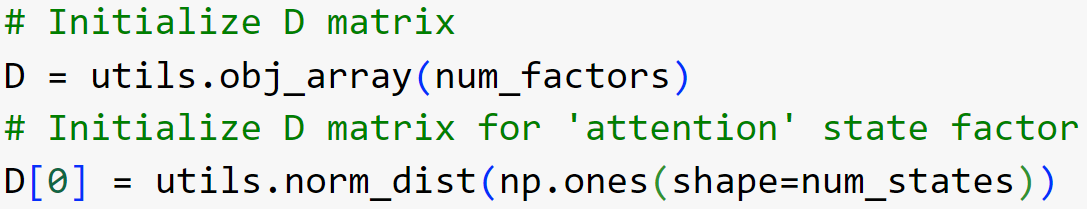 # Initialize D matrix
D = utils.obj_array(num_factors)
# Initialize D matrix for 'attention' state factor
D[0] = utils.norm_dist(np.ones(shape=num_states))